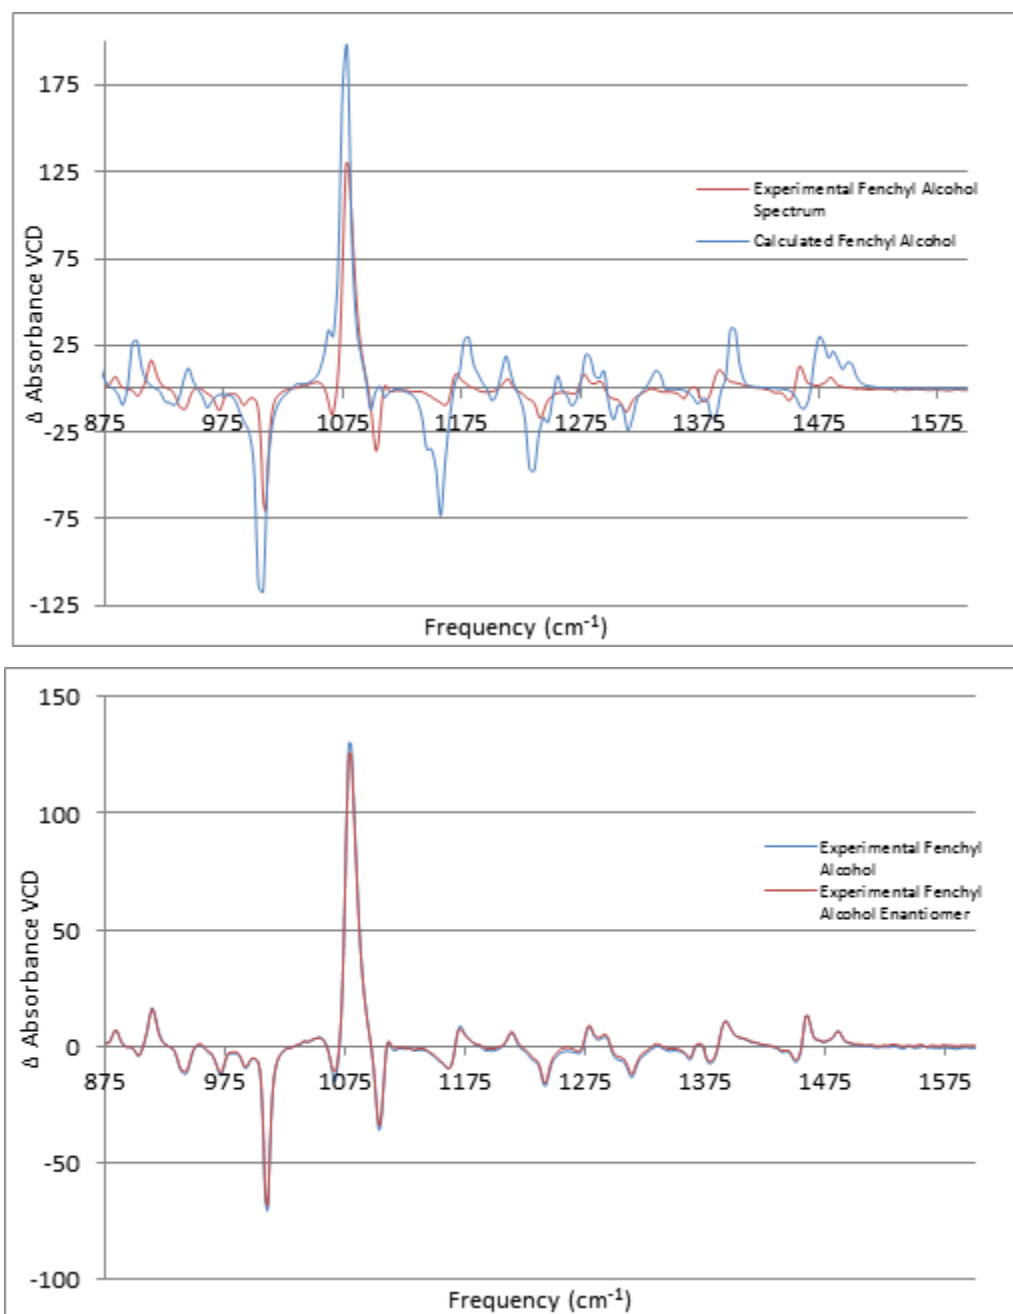 175
125
75
25
-25
-75
-125
Δ Absorbance VCD
875 975 1075 1175 1275 1375 1475 1575
Experimental Fenchyl Alcohol
Spectrum
Calculated Fenchyl Alcohol
Frequency (cm⁻¹)
150
100
50
0
-50
-100
Δ Absorbance VCD
875 975 1075 1175 1275 1375 1475 1575
Experimental Fenchyl
Alcohol
Experimental Fenchyl
Alcohol Enantiomer
Frequency (cm⁻¹)